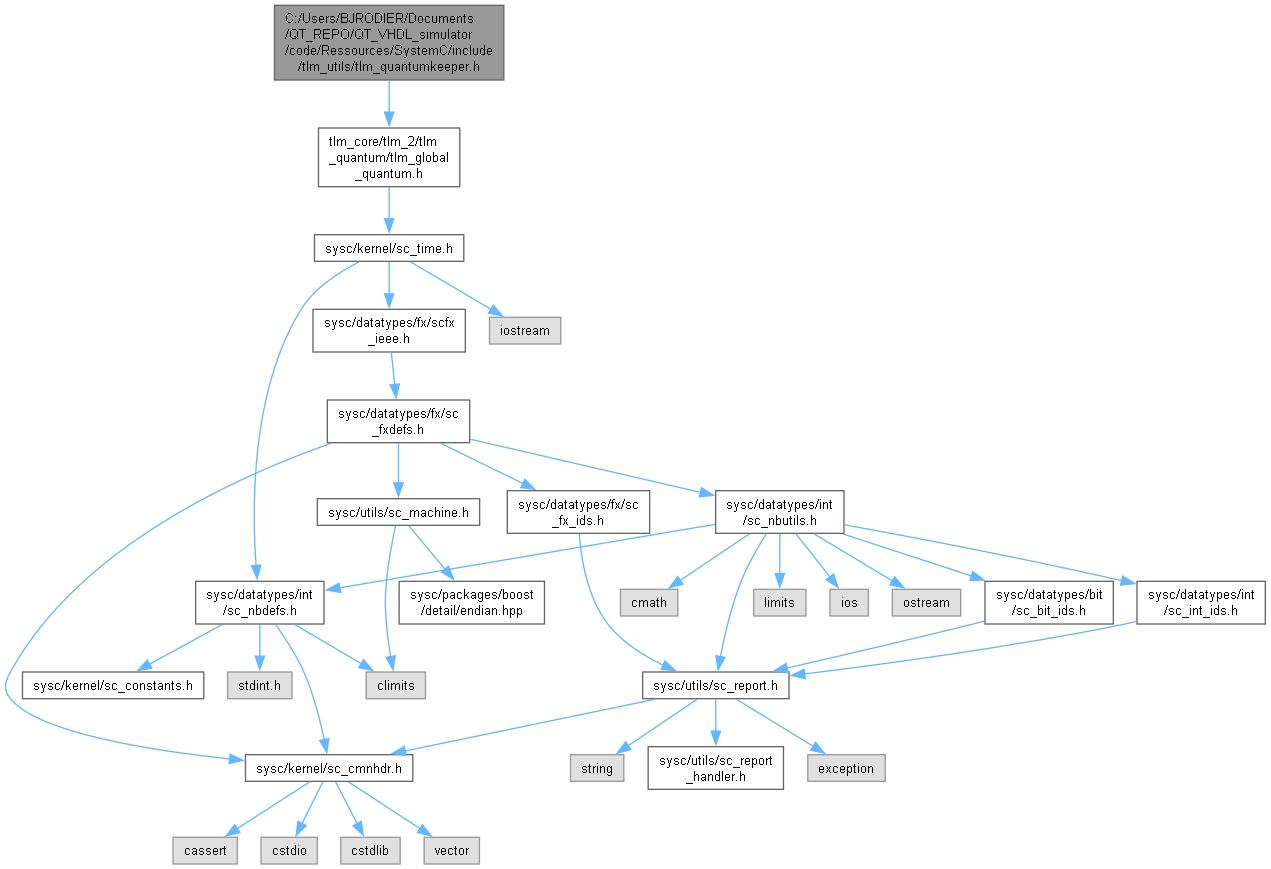 C:/Users/BJRODIER/Documents
/QT_REPO/QT_VHDL_simulator
/code/Ressources/SystemC/include
/tlm_utils/tlm_quantumkeeper.h
tlm_core/tlm_2/tlm
_quantum/tlm_global
_quantum.h
sysc/kernel/sc_time.h
sysc/datatypes/fx/scfx
_ieee.h
iostream
sysc/datatypes/fx/sc
_fxdefs.h
sysc/utils/sc_machine.h
sysc/datatypes/fx/sc
_fx_ids.h
sysc/datatypes/int
/sc_nbutils.h
sysc/datatypes/int
/sc_nbdefs.h
sysc/packages/boost
/detail/endian.hpp
cmath
limits
ios
ostream
sysc/datatypes/bit
/sc_bit_ids.h
sysc/datatypes/int
/sc_int_ids.h
sysc/kernel/sc_constants.h
stdint.h
climits
sysc/utils/sc_report.h
sysc/kernel/sc_cmnhdr.h
string
sysc/utils/sc_report
_handler.h
exception
cassert
cstdio
cstdlib
vector